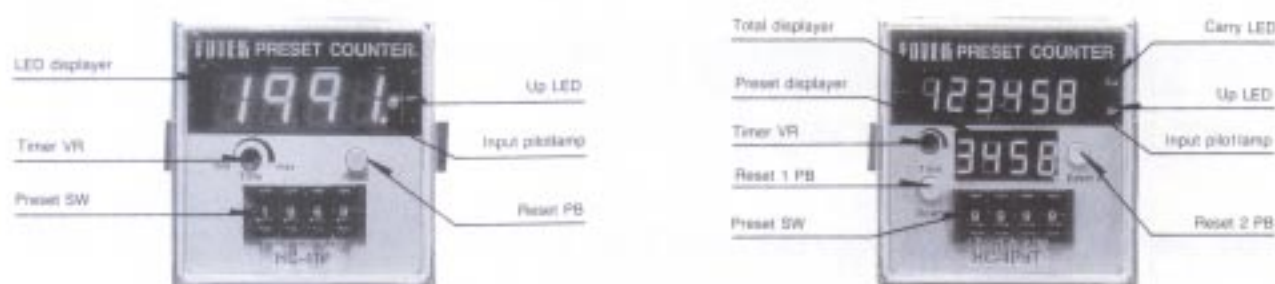 PRESET COUNTER
LED displayer
1991.
Up LED
Timer VR
Input pilotlamp
Preset SW
Reset PB
Total displayer
Carry LED
PRESET COUNTER
Preset displayer
123458
Up LED
Timer VR
3458
Input pilotlamp
Reset 1 PB
Preset SW
Reset 2 PB